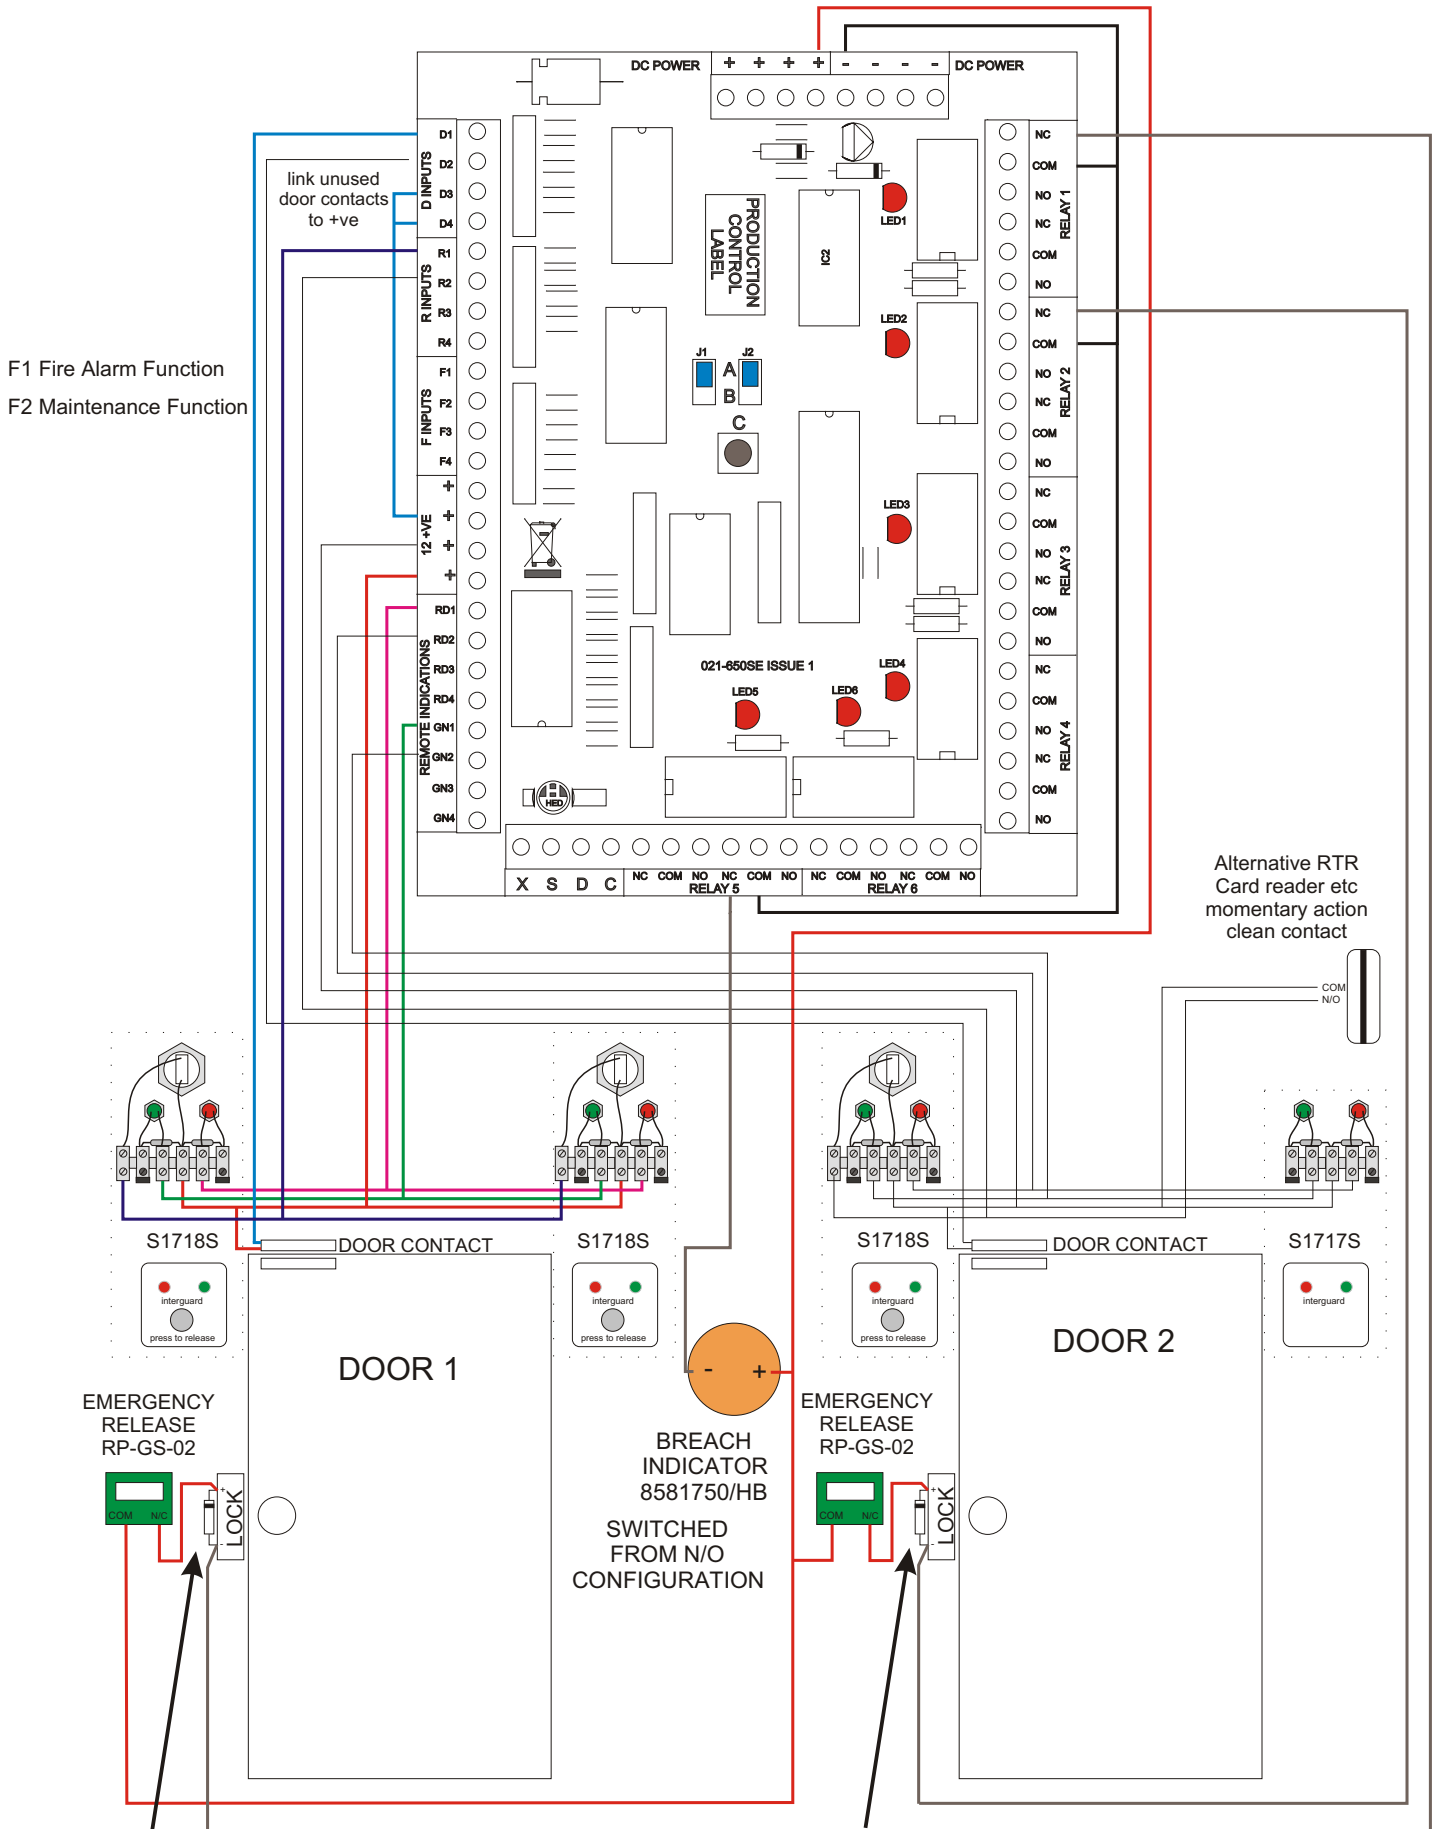 DC POWER + + + + - - - - DC POWER
D1
D2
D3
D4
D INPUTS
link unused
door contacts
to +ve
R1
R2
R3
R4
R INPUTS
F1 Fire Alarm Function
F2 Maintenance Function
F1
F2
F3
F4
F INPUTS
+
+
+
+
12 +VE
RD1
RD2
RD3
RD4
GN1
GN2
GN3
GN4
REMOTE INDICATIONS
PRODUCTION
CONTROL
LABEL
IC2
LED1
LED2
J1 J2
A
B
C
LED3
021-650SE ISSUE 1
LED4
LED5
LED6
HED
NC
COM
NO
NC
COM
NO
RELAY 1
NC
COM
NO
NC
COM
NO
RELAY 2
NC
COM
NO
NC
COM
NO
RELAY 3
NC
COM
NO
NC
COM
NO
RELAY 4
X S D C NC COM NO NC COM NO NC COM NO NC COM NO
RELAY 5 RELAY 6
Alternative RTR
Card reader etc
momentary action
clean contact
COM
N/O
S1718S
DOOR CONTACT
S1718S
S1718S
DOOR CONTACT
S1717S
interguard
press to release
interguard
press to release
interguard
press to release
interguard
DOOR 1
DOOR 2
- +
EMERGENCY
RELEASE
RP-GS-02
COM N/C
+
LOCK
-
BREACH
INDICATOR
8581750/HB
SWITCHED
FROM N/O
CONFIGURATION
EMERGENCY
RELEASE
RP-GS-02
COM N/C
+
LOCK
-